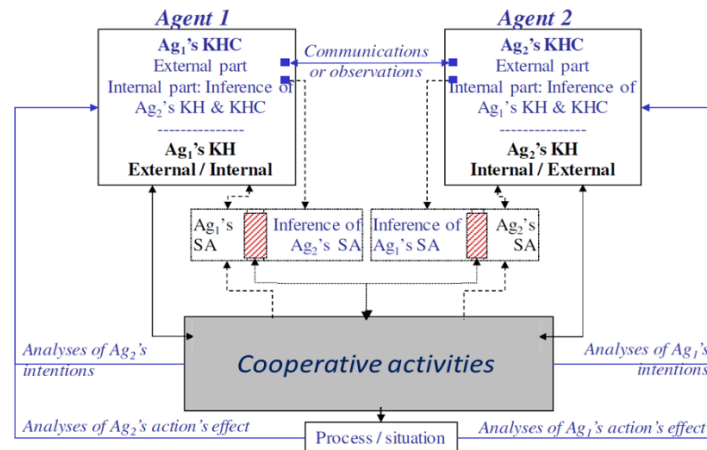 Agent 1
Agent 2
Ag1's KHC
External part
Internal part: Inference of
Ag2's KH & KHC
---------------
Ag1's KH
External / Internal
Communications
or observations
Ag2's KHC
External part
Internal part: Inference of
Ag1's KH & KHC
---------------
Ag2's KH
Internal / External
Ag1's
SA
Inference of
Ag2's SA
Inference of
Ag1's SA
Ag2's
SA
Cooperative activities
Analyses of Ag2's
intentions
Analyses of Ag1's
intentions
Analyses of Ag2's action's effect
Process / situation
Analyses of Ag1's action's effect